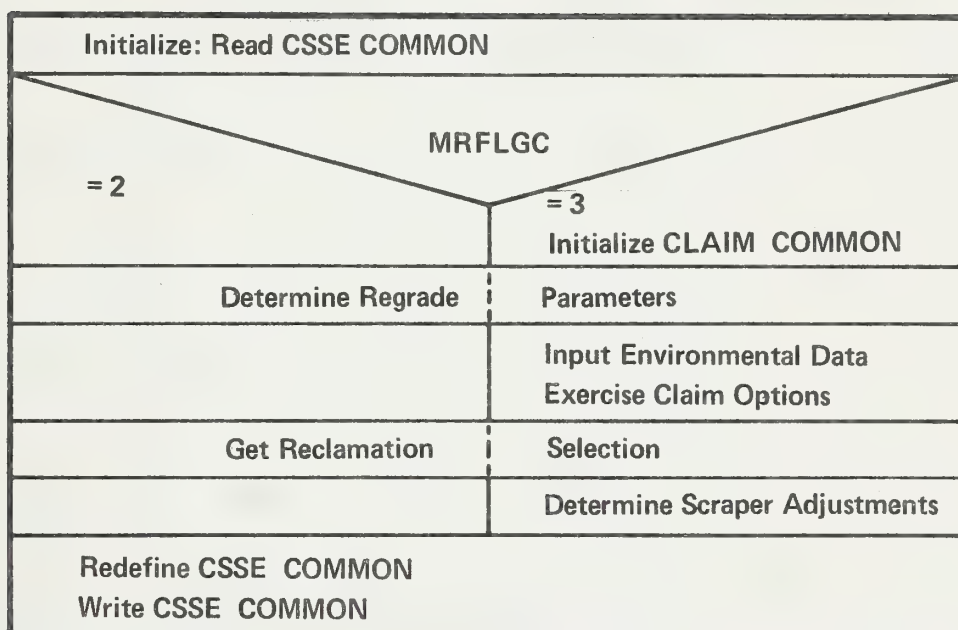 Initialize: Read CSSE COMMON
MRFLGC
= 2
= 3
Initialize CLAIM COMMON
Determine Regrade Parameters
Input Environmental Data
Exercise Claim Options
Get Reclamation Selection
Determine Scraper Adjustments
Redefine CSSE COMMON
Write CSSE COMMON